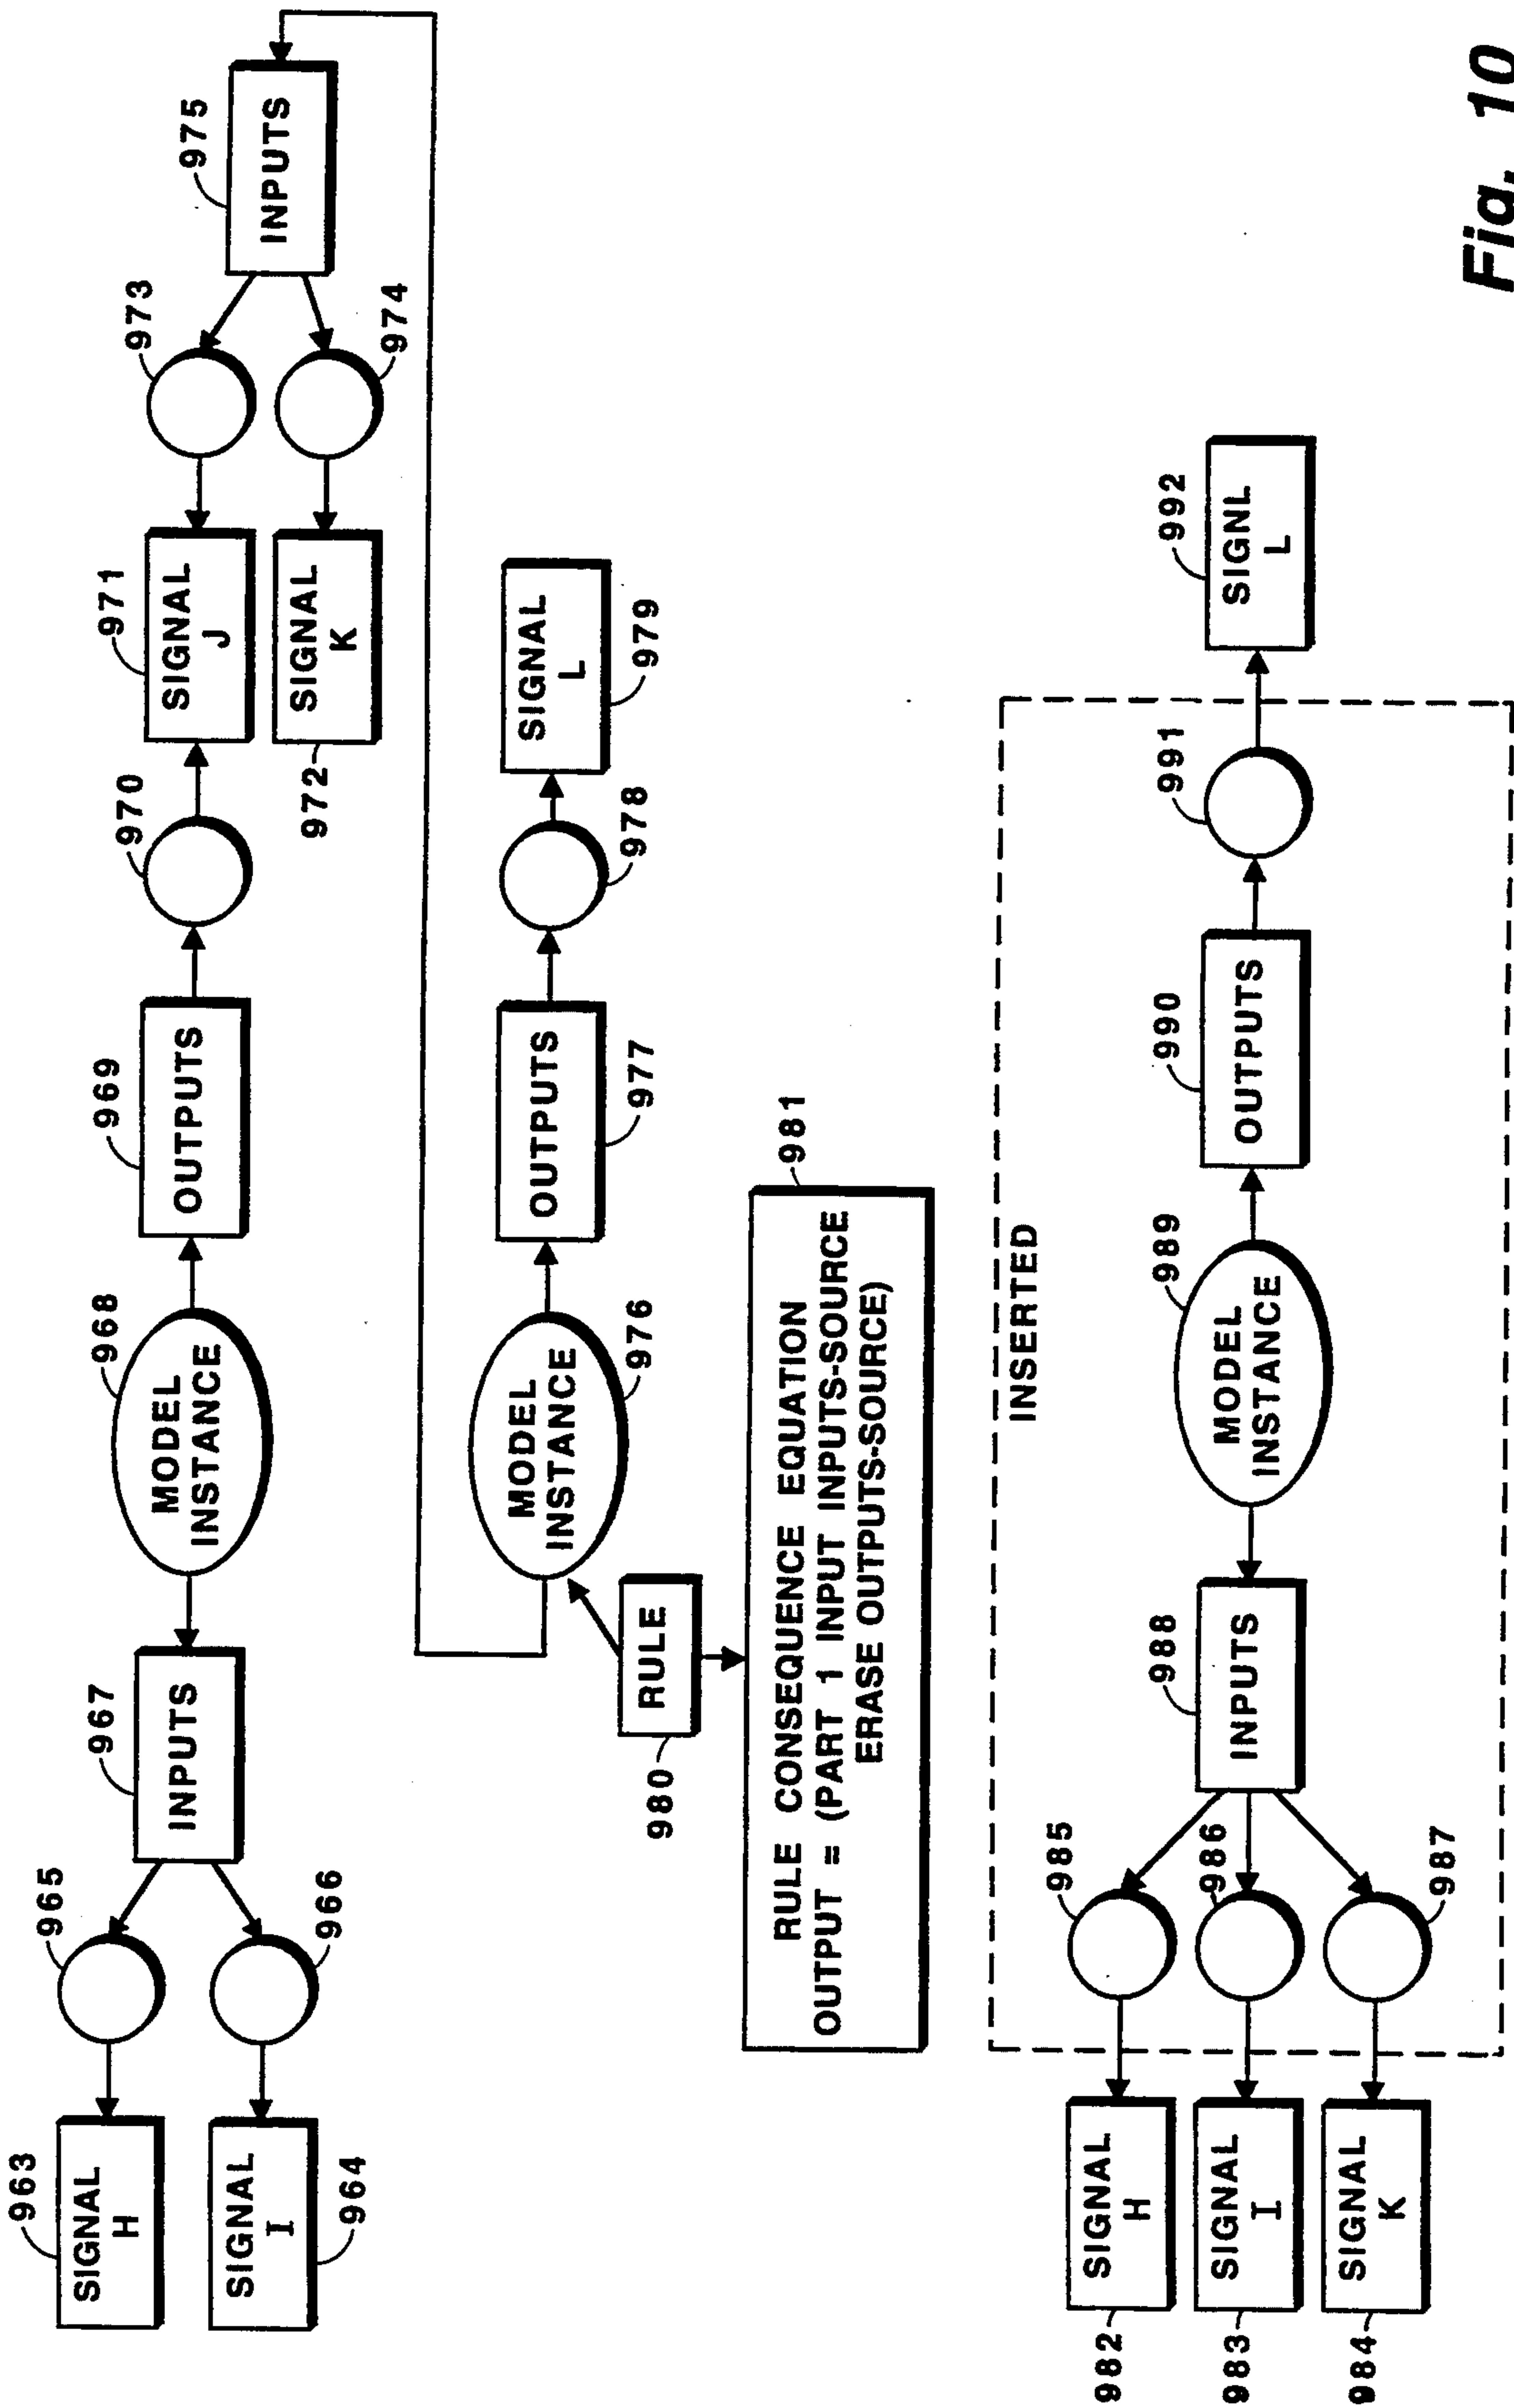 963
SIGNAL
H
SIGNAL
I
964
965
966
967
INPUTS
968
MODEL
INSTANCE
969
OUTPUTS
970
971
SIGNAL
J
972
SIGNAL
K
973
974
975
INPUTS
MODEL
INSTANCE
976
OUTPUTS
977
978
SIGNAL
L
979
980
RULE
981
RULE CONSEQUENCE EQUATION
OUTPUT = (PART 1 INPUT INPUTS-SOURCE
ERASE OUTPUTS-SOURCE)
INSERTED
982
SIGNAL
H
983
SIGNAL
I
984
SIGNAL
K
985
986
987
988
INPUTS
989
MODEL
INSTANCE
990
OUTPUTS
991
992
SIGNL
L
Fig. 10